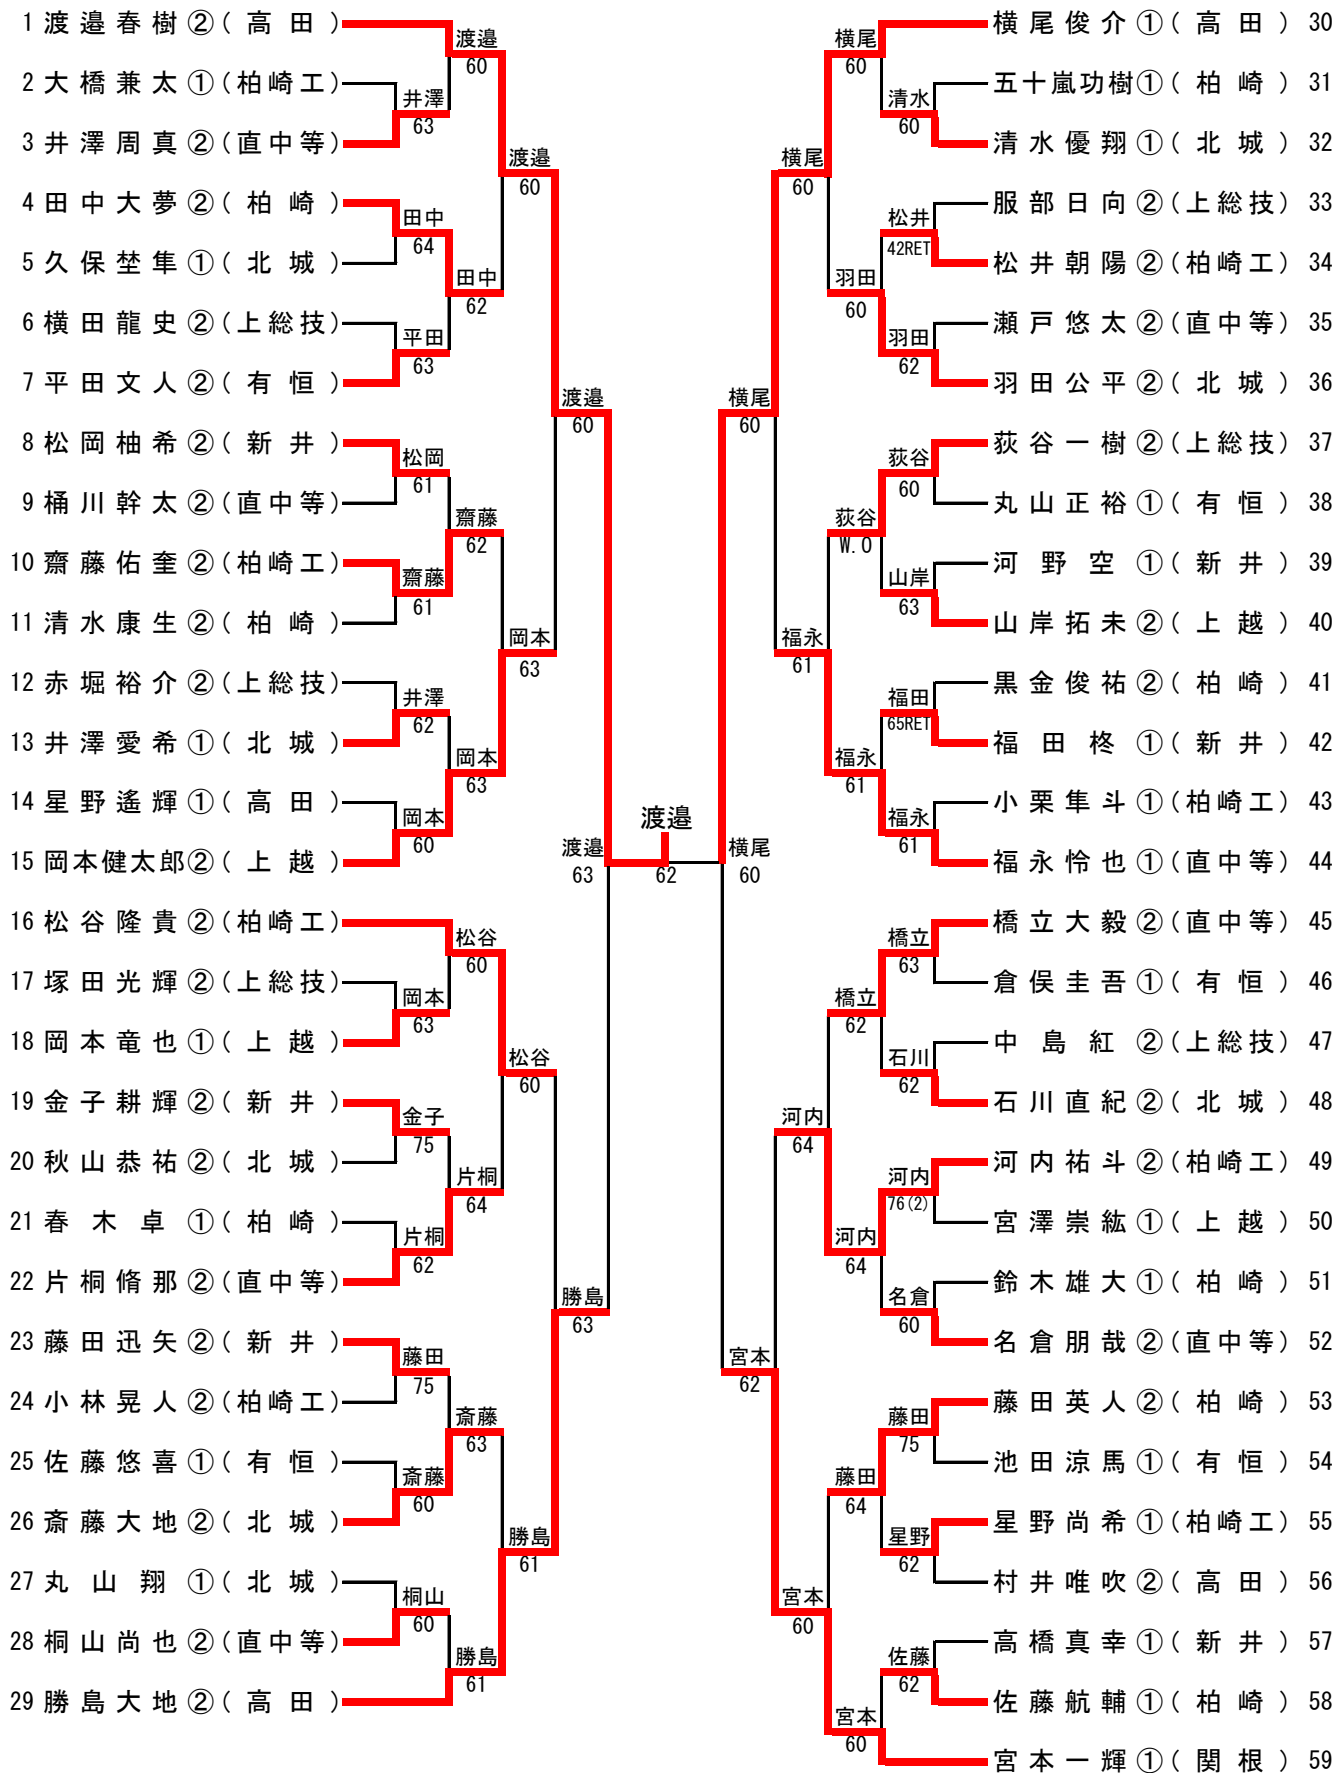 1 渡邉春樹②(高田)
2 大橋兼太①(柏崎工)
3 井澤周真②(直中等)
4 田中大夢②(柏崎)
5 久保埜隼①(北城)
6 横田龍史②(上総技)
7 平田文人②(有恒)
8 松岡柚希②(新井)
9 桶川幹太②(直中等)
10 齋藤佑奎②(柏崎工)
11 清水康生②(柏崎)
12 赤堀裕介②(上総技)
13 井澤愛希①(北城)
14 星野遙輝①(高田)
15 岡本健太郎②(上越)
16 松谷隆貴②(柏崎工)
17 塚田光輝②(上総技)
18 岡本竜也①(上越)
19 金子耕輝②(新井)
20 秋山恭祐②(北城)
21 春木卓①(柏崎)
22 片桐脩那②(直中等)
23 藤田迅矢②(新井)
24 小林晃人②(柏崎工)
25 佐藤悠喜①(有恒)
26 斎藤大地②(北城)
27 丸山翔①(北城)
28 桐山尚也②(直中等)
29 勝島大地②(高田)
井澤
63
田中
64
平田
63
松岡
61
齋藤
61
井澤
62
岡本
60
岡本
63
金子
75
片桐
62
藤田
75
斎藤
60
桐山
60
渡邉
60
田中
62
齋藤
62
岡本
63
松谷
60
片桐
64
斎藤
63
勝島
61
渡邉
60
岡本
63
松谷
60
勝島
61
渡邉
60
勝島
63
渡邉
63
渡邉
62
横尾
60
横尾
60
宮本
62
横尾
60
福永
61
河内
64
宮本
60
横尾
60
羽田
60
荻谷
W.O
福永
61
橋立
62
河内
64
藤田
64
宮本
60
清水
60
松井
42RET
羽田
62
荻谷
60
山岸
63
福田
65RET
福永
61
橋立
63
石川
62
河内
76(2)
名倉
60
藤田
75
星野
62
佐藤
62
横尾俊介①(高田) 30
五十嵐功樹①(柏崎) 31
清水優翔①(北城) 32
服部日向②(上総技) 33
松井朝陽②(柏崎工) 34
瀬戸悠太②(直中等) 35
羽田公平②(北城) 36
荻谷一樹②(上総技) 37
丸山正裕①(有恒) 38
河野空①(新井) 39
山岸拓未②(上越) 40
黒金俊祐②(柏崎) 41
福田柊①(新井) 42
小栗隼斗①(柏崎工) 43
福永怜也①(直中等) 44
橋立大毅②(直中等) 45
倉俣圭吾①(有恒) 46
中島紅②(上総技) 47
石川直紀②(北城) 48
河内祐斗②(柏崎工) 49
宮澤崇紘①(上越) 50
鈴木雄大①(柏崎) 51
名倉朋哉②(直中等) 52
藤田英人②(柏崎) 53
池田涼馬①(有恒) 54
星野尚希①(柏崎工) 55
村井唯吹②(高田) 56
高橋真幸①(新井) 57
佐藤航輔①(柏崎) 58
宮本一輝①(関根) 59